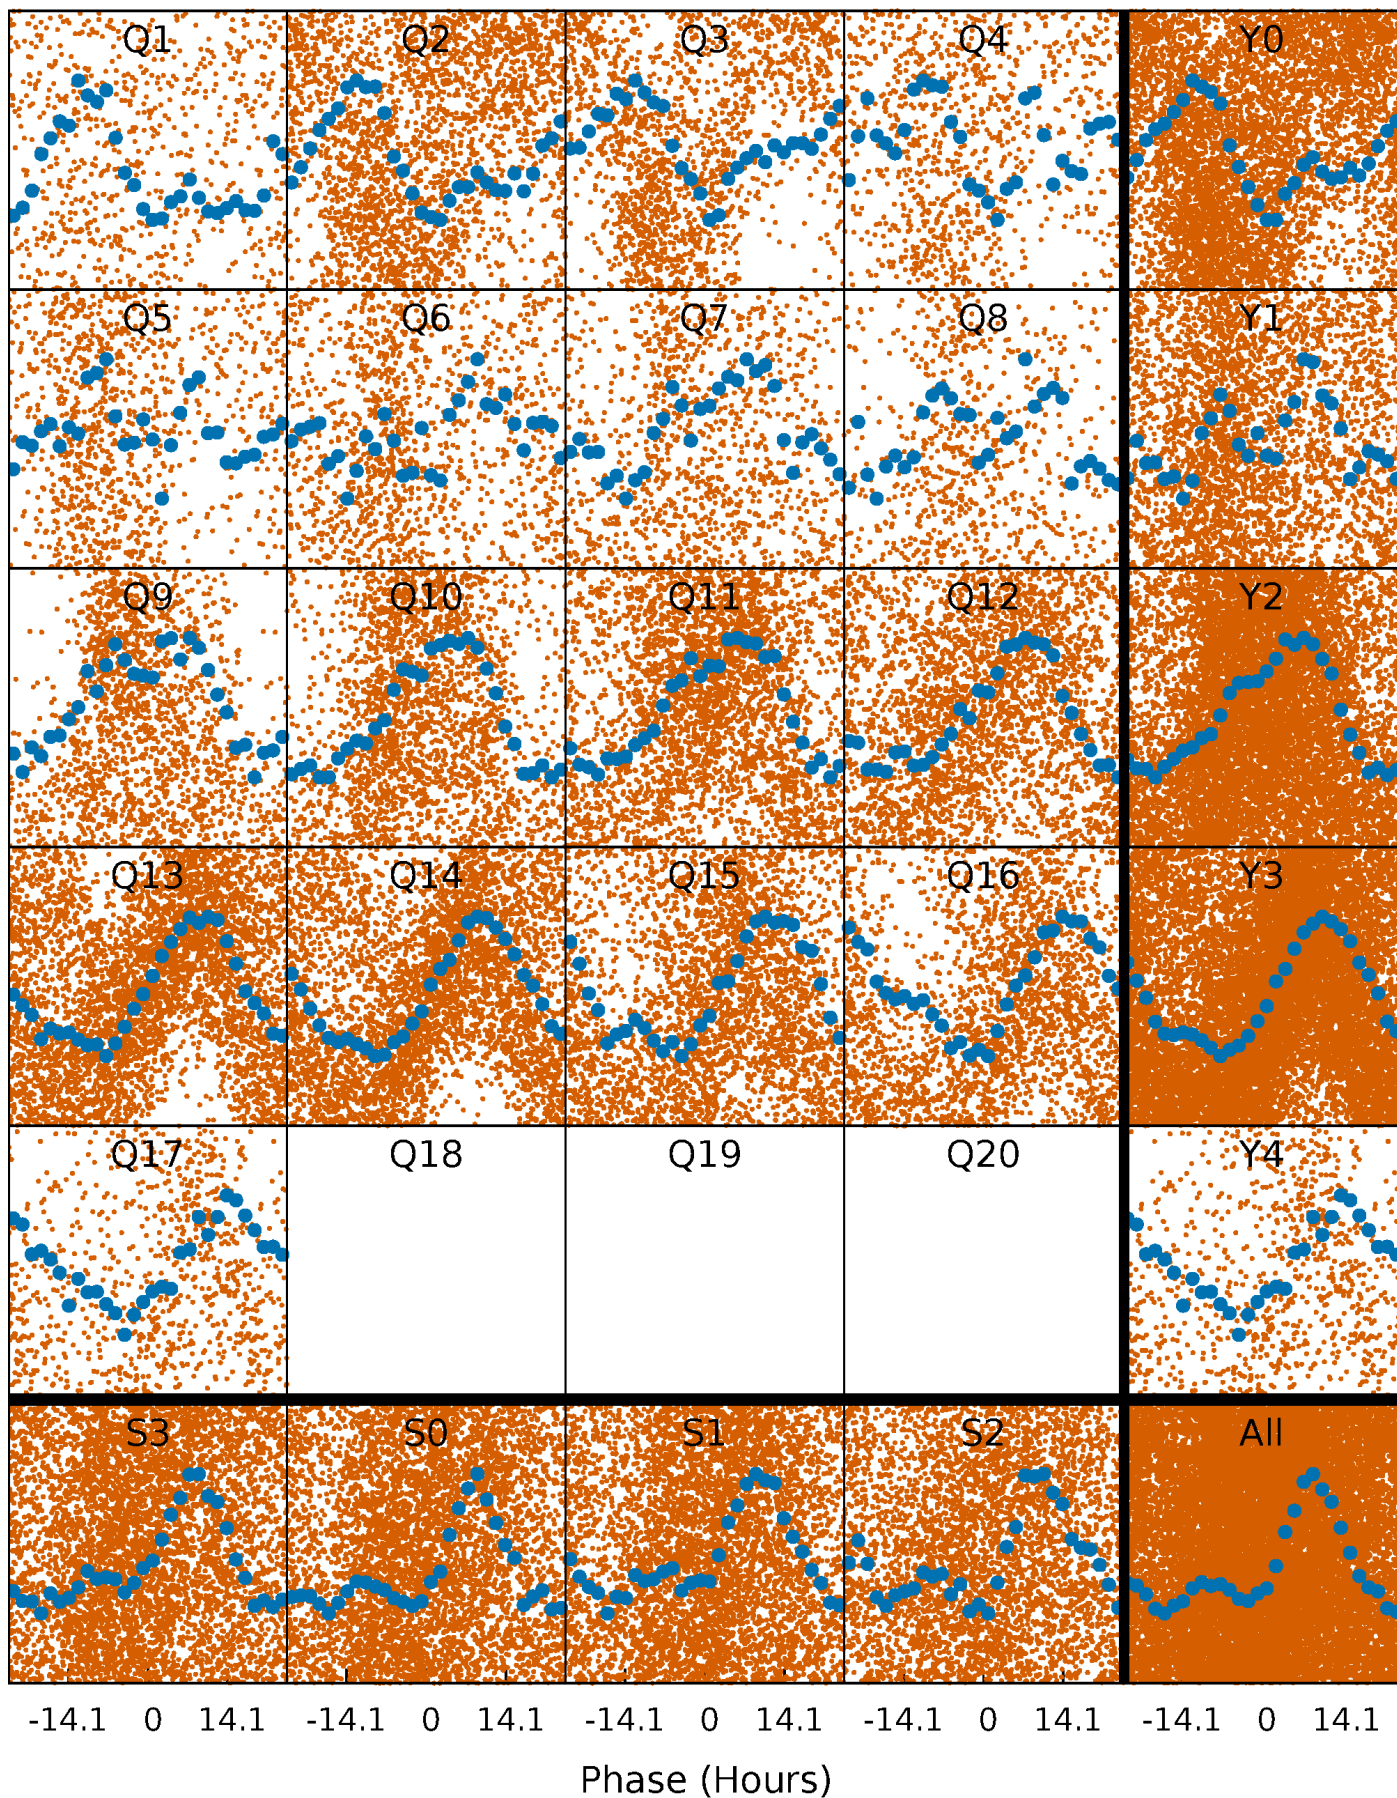 Q1 Q2 Q3 Q4 Y0
Q5 Q6 Q7 Q8 Y1
Q9 Q10 Q11 Q12 Y2
Q13 Q14 Q15 Q16 Y3
Q17 Q18 Q19 Q20 Y4
S3 S0 S1 S2 All
-14.1 0 14.1 -14.1 0 14.1 -14.1 0 14.1 -14.1 0 14.1 -14.1 0 14.1
Phase (Hours)